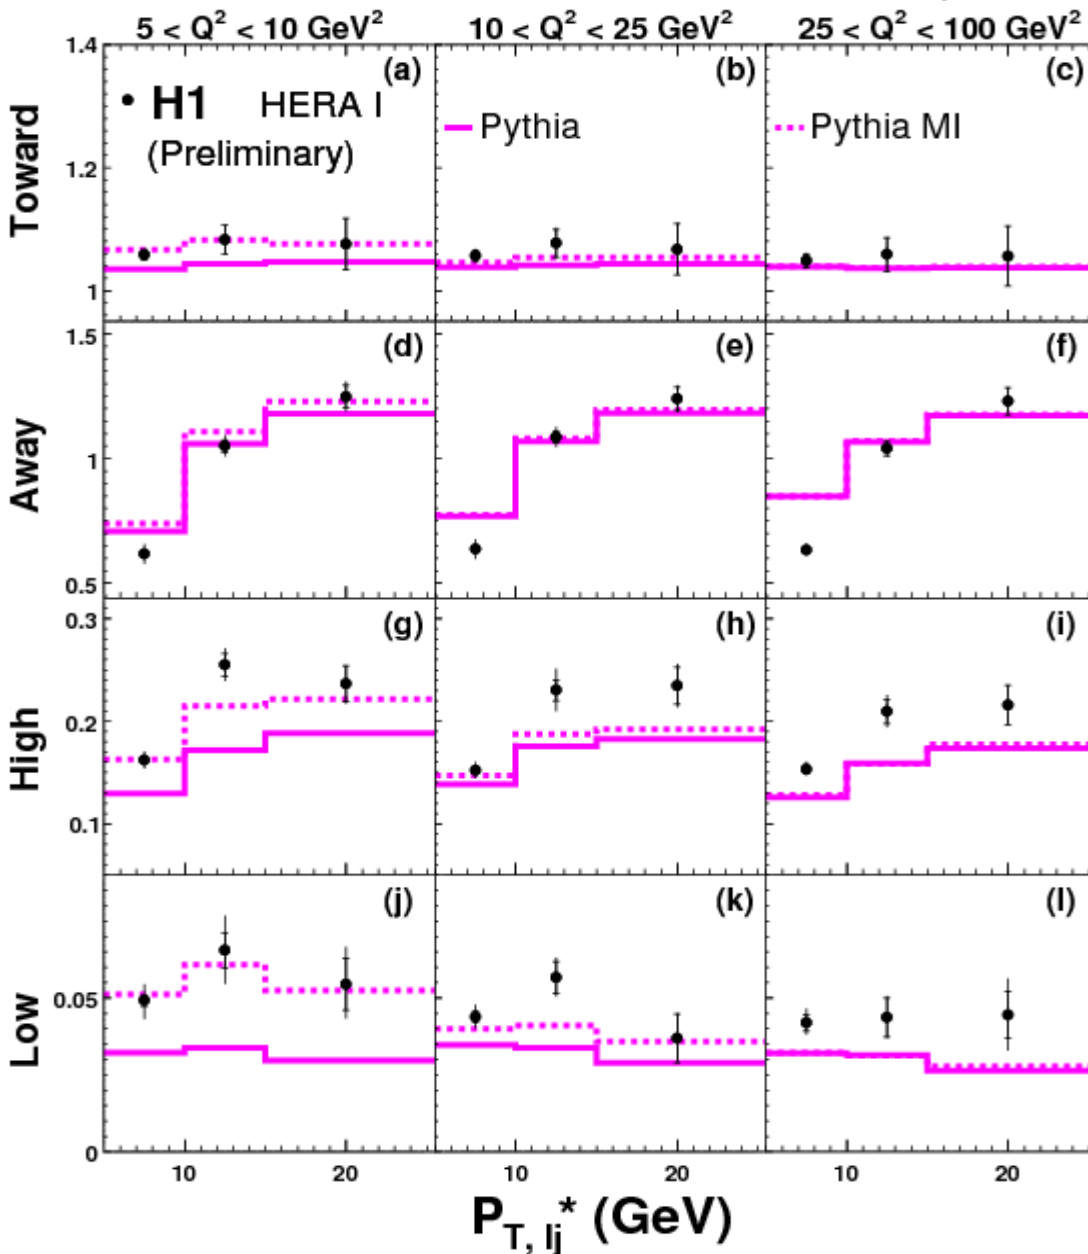 5 < Q² < 10 GeV² 10 < Q² < 25 GeV² 25 < Q² < 100 GeV²
1.4 (a) (b) (c)
H1 HERA I Pythia Pythia MI
(Preliminary)
Toward
1.2
1
1.5 (d) (e) (f)
Away
1
0.5
0.3 (g) (h) (i)
High
0.2
0.1
(j) (k) (l)
Low
0.05
0
10 20 10 20 10 20
P_T, lj* (GeV)